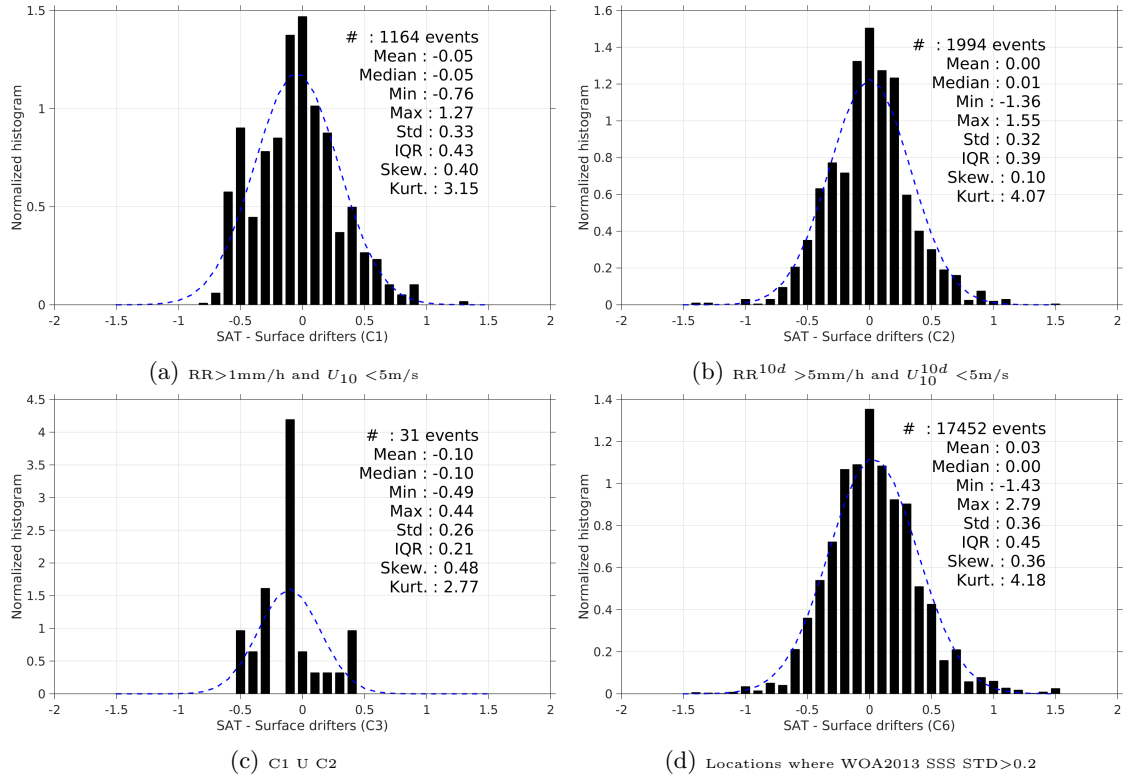 1.5
1
0.5
0
Normalized histogram
# : 1164 events
Mean : -0.05
Median : -0.05
Min : -0.76
Max : 1.27
Std : 0.33
IQR : 0.43
Skew. : 0.40
Kurt. : 3.15
-2 -1.5 -1 -0.5 0 0.5 1 1.5 2
SAT - Surface drifters (C1)
(a) RR>1mm/h and U10 <5m/s
1.6
1.4
1.2
1
0.8
0.6
0.4
0.2
0
Normalized histogram
# : 1994 events
Mean : 0.00
Median : 0.01
Min : -1.36
Max : 1.55
Std : 0.32
IQR : 0.39
Skew. : 0.10
Kurt. : 4.07
-2 -1.5 -1 -0.5 0 0.5 1 1.5 2
SAT - Surface drifters (C2)
(b) RR10d >5mm/h and U10d10 <5m/s
4.5
4
3.5
3
2.5
2
1.5
1
0.5
0
Normalized histogram
# : 31 events
Mean : -0.10
Median : -0.10
Min : -0.49
Max : 0.44
Std : 0.26
IQR : 0.21
Skew. : 0.48
Kurt. : 2.77
-2 -1.5 -1 -0.5 0 0.5 1 1.5 2
SAT - Surface drifters (C3)
(c) C1 U C2
1.4
1.2
1
0.8
0.6
0.4
0.2
0
Normalized histogram
# : 17452 events
Mean : 0.03
Median : 0.00
Min : -1.43
Max : 2.79
Std : 0.36
IQR : 0.45
Skew. : 0.36
Kurt. : 4.18
-2 -1.5 -1 -0.5 0 0.5 1 1.5 2
SAT - Surface drifters (C6)
(d) Locations where WOA2013 SSS STD>0.2